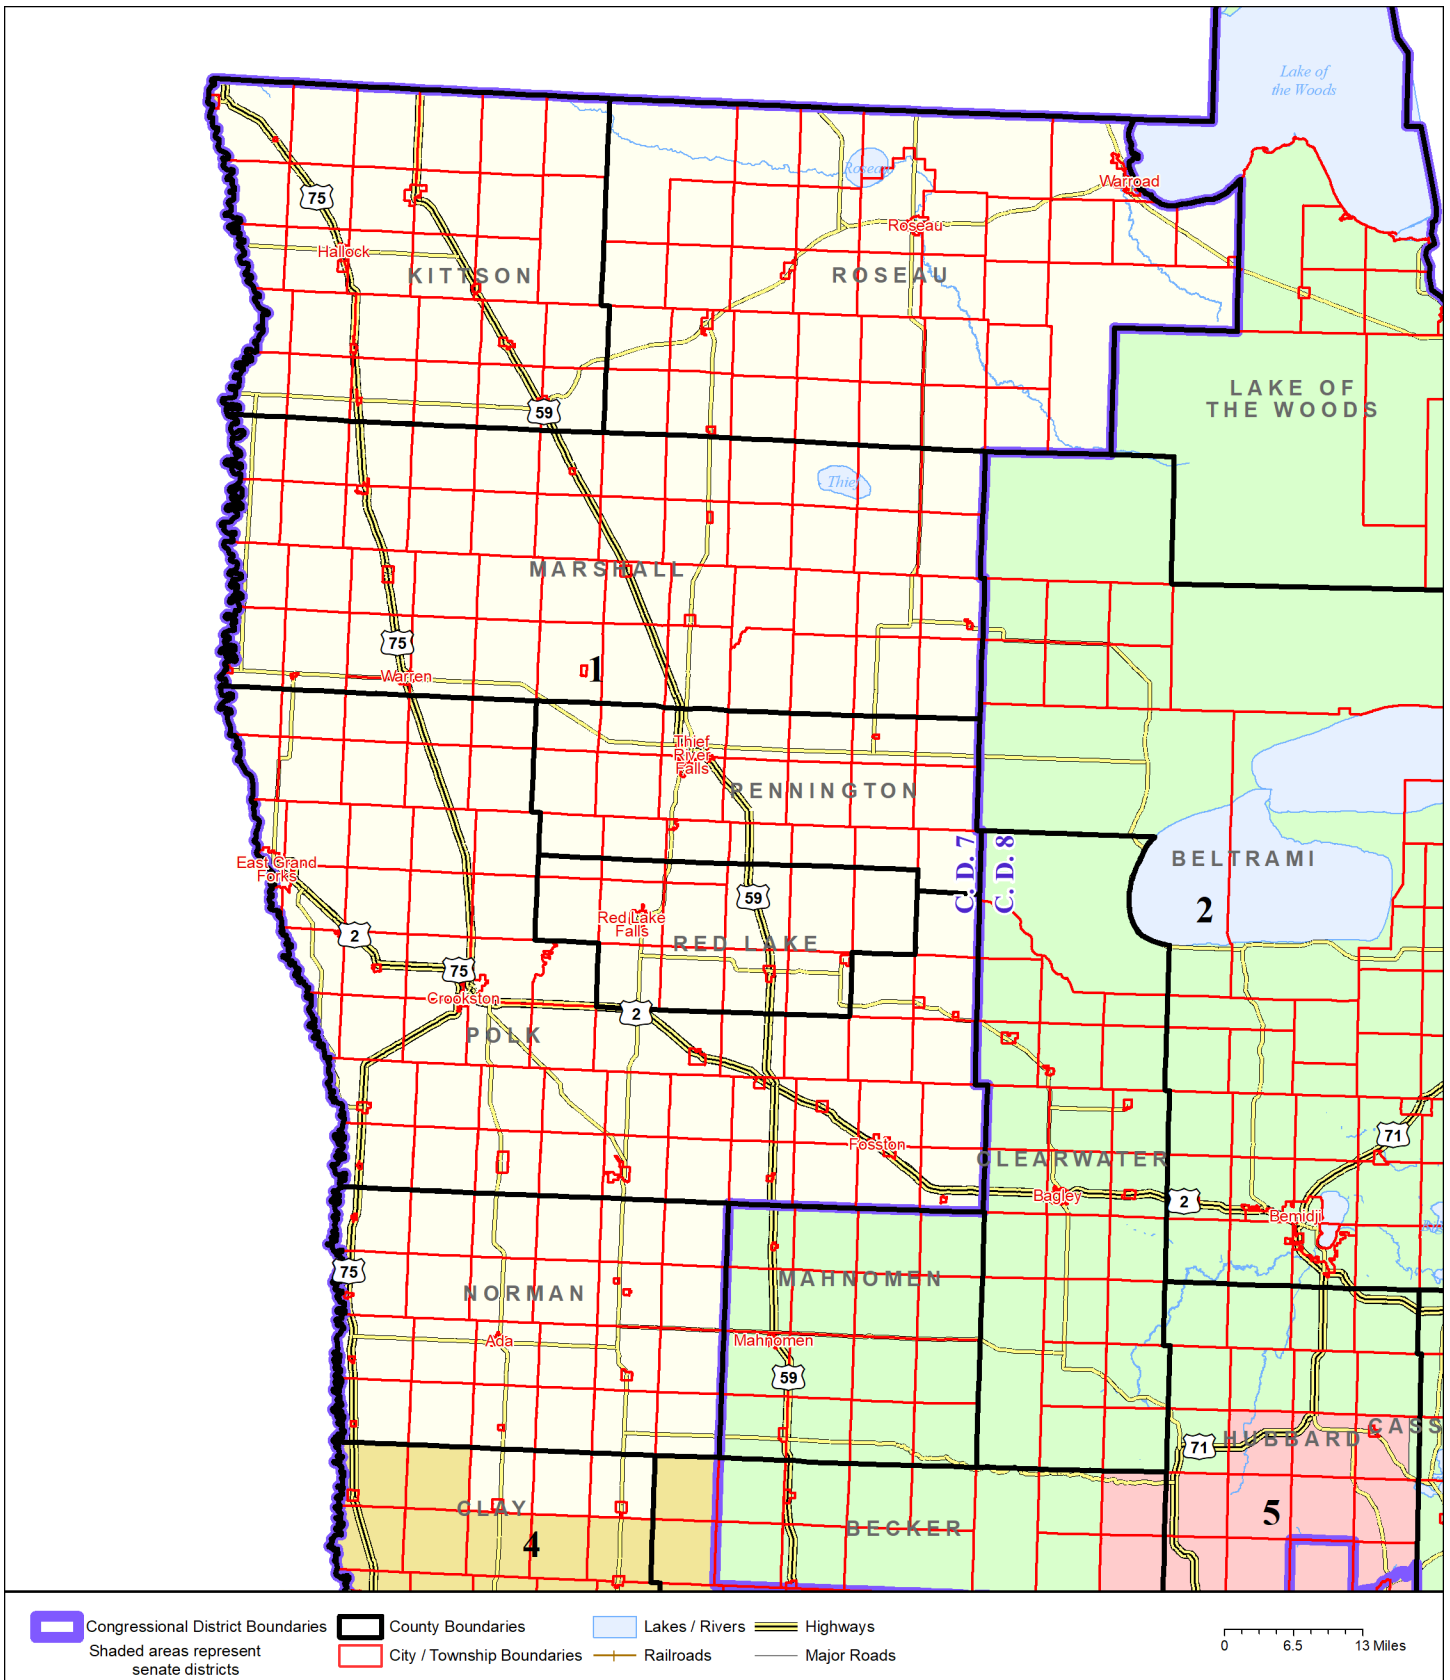 Lake of
the Woods
Roseau
Warroad
75
Roseau
Hallock
KITTSON
ROSEAU
LAKE OF
THE WOODS
59
Thief
MARSHALL
75
1
Warren
Thief
River
Falls
PENNINGTON
C. D. 7
C. D. 8
BELTRAMI
East Grand
Forks
59
2
Red Lake
Falls
2
RED LAKE
75
Crookston
2
POLK
71
Fosston
CLEARWATER
Bagley
2
Bemidji
75
MAHNOMEN
NORMAN
Ada
Mahnomen
59
CASS
HUBBARD
71
CLAY
5
BECKER
4
Congressional District Boundaries
Shaded areas represent
senate districts
County Boundaries
City / Township Boundaries
Lakes / Rivers
Railroads
Highways
Major Roads
0 6.5 13 Miles